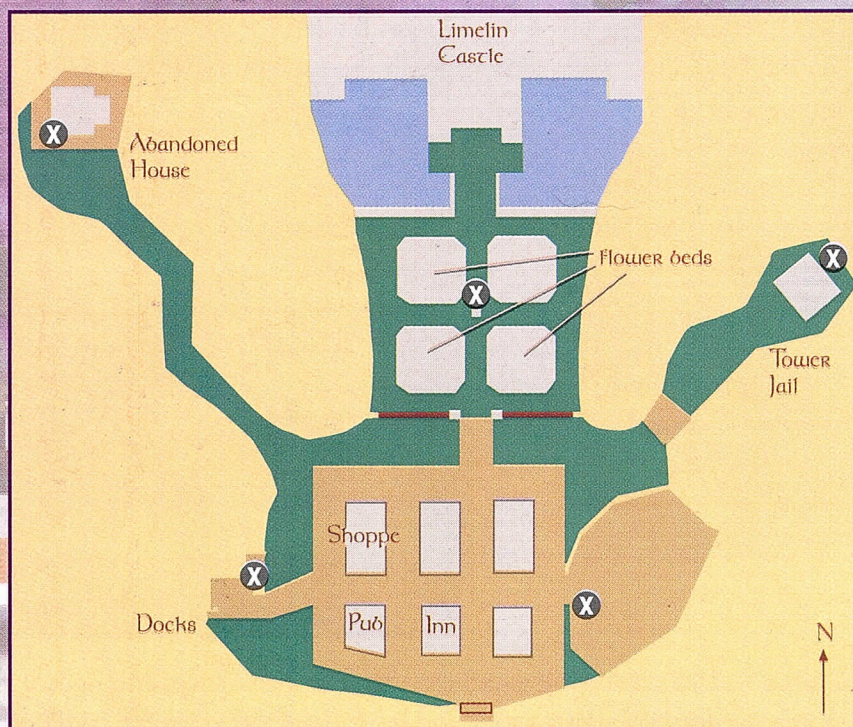 Limelin
Castle
Abandoned
House
X
Flower beds
X
X
Tower
Jail
Shoppe
X
Docks
Pub
Inn
X
N